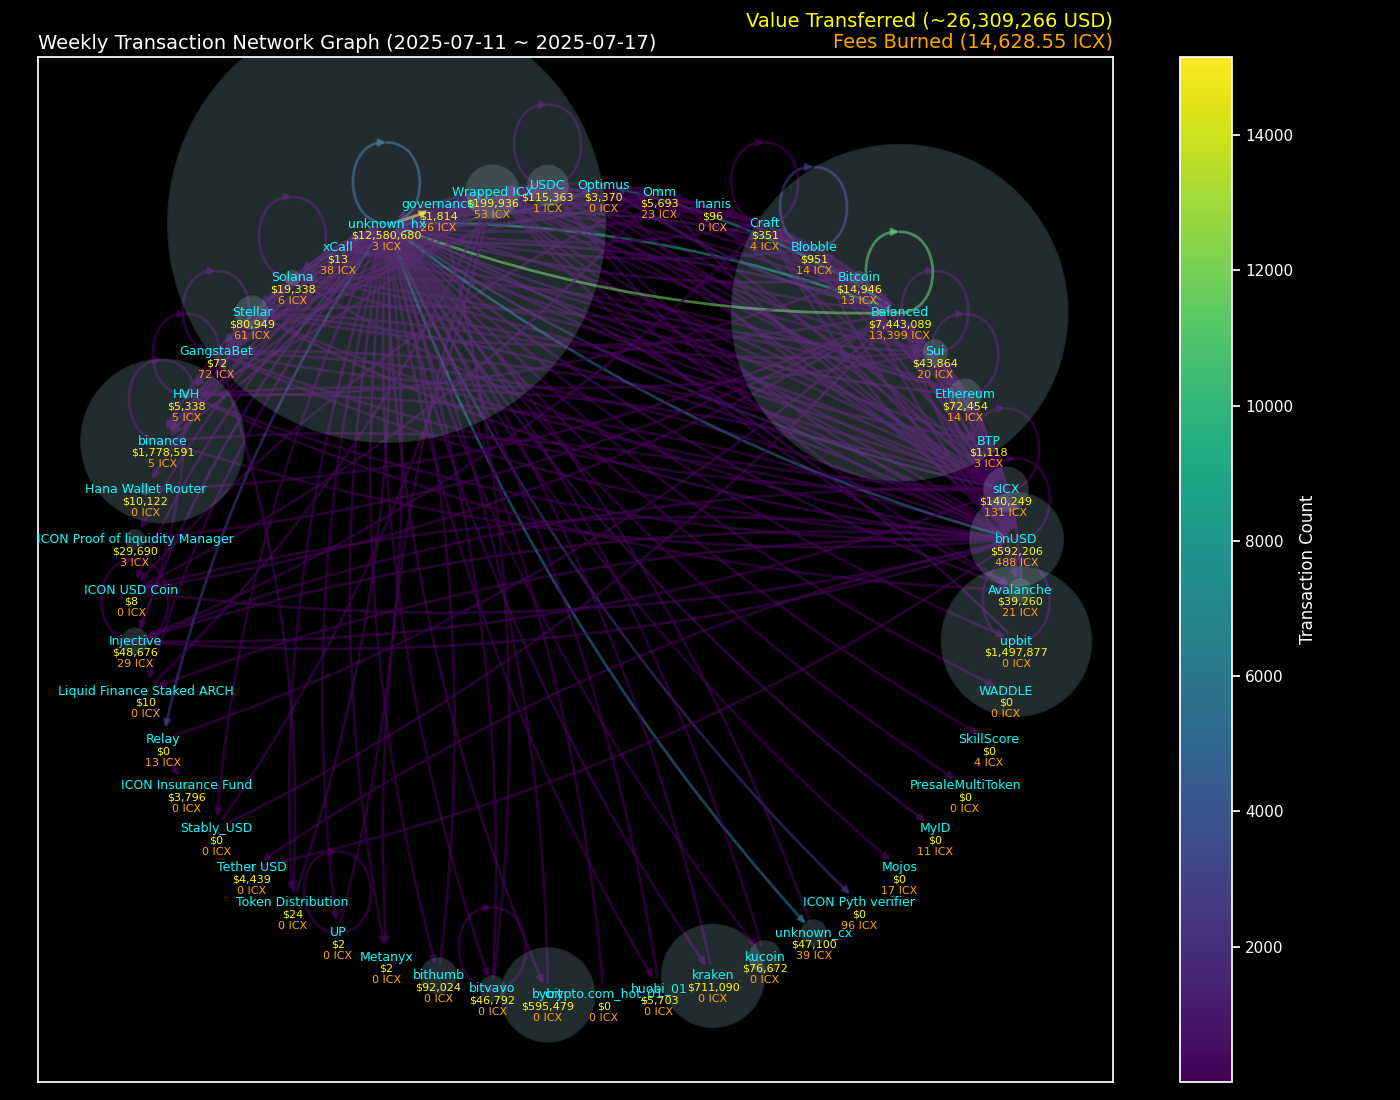 Value Transferred (~26,309,266 USD)
Weekly Transaction Network Graph (2025-07-11 ~ 2025-07-17)
Fees Burned (14,628.55 ICX)
Wrapped ICX
$199,936
53 ICX
USDC
$115,363
1 ICX
Optimus
$3,370
0 ICX
Omm
$5,693
23 ICX
Inanis
$96
0 ICX
governance
$1,814
26 ICX
unknown_hx
$12,580,680
3 ICX
Craft
$351
4 ICX
xCall
$13
38 ICX
Blobble
$951
14 ICX
Solana
$19,338
6 ICX
Bitcoin
$14,946
13 ICX
Stellar
$80,949
61 ICX
Balanced
$7,443,089
13,399 ICX
GangstaBet
$72
72 ICX
Sui
$43,864
20 ICX
HVH
$5,338
5 ICX
Ethereum
$72,454
14 ICX
binance
$1,778,591
5 ICX
BTP
$1,118
3 ICX
Hana Wallet Router
$10,122
0 ICX
sICX
$140,249
131 ICX
ICON Proof of liquidity Manager
$29,690
3 ICX
bnUSD
$592,206
488 ICX
ICON USD Coin
$8
0 ICX
Avalanche
$39,260
21 ICX
Injective
$48,676
29 ICX
upbit
$1,497,877
0 ICX
Liquid Finance Staked ARCH
$10
0 ICX
WADDLE
$0
0 ICX
Relay
$0
13 ICX
SkillScore
$0
4 ICX
ICON Insurance Fund
$3,796
0 ICX
PresaleMultiToken
$0
0 ICX
Stably_USD
$0
0 ICX
MyID
$0
11 ICX
Tether USD
$4,439
0 ICX
Mojos
$0
17 ICX
Token Distribution
$24
0 ICX
ICON Pyth verifier
$0
96 ICX
UP
$2
0 ICX
unknown_cx
$47,100
39 ICX
Metanyx
$2
0 ICX
kucoin
$76,672
0 ICX
bithumb
$92,024
0 ICX
kraken
$711,090
0 ICX
bitvavo
$46,792
0 ICX
$595,479
0 ICX
$0
0 ICX
huobi_01
$5,703
0 ICX
14000
12000
10000
8000
6000
4000
2000
Transaction Count